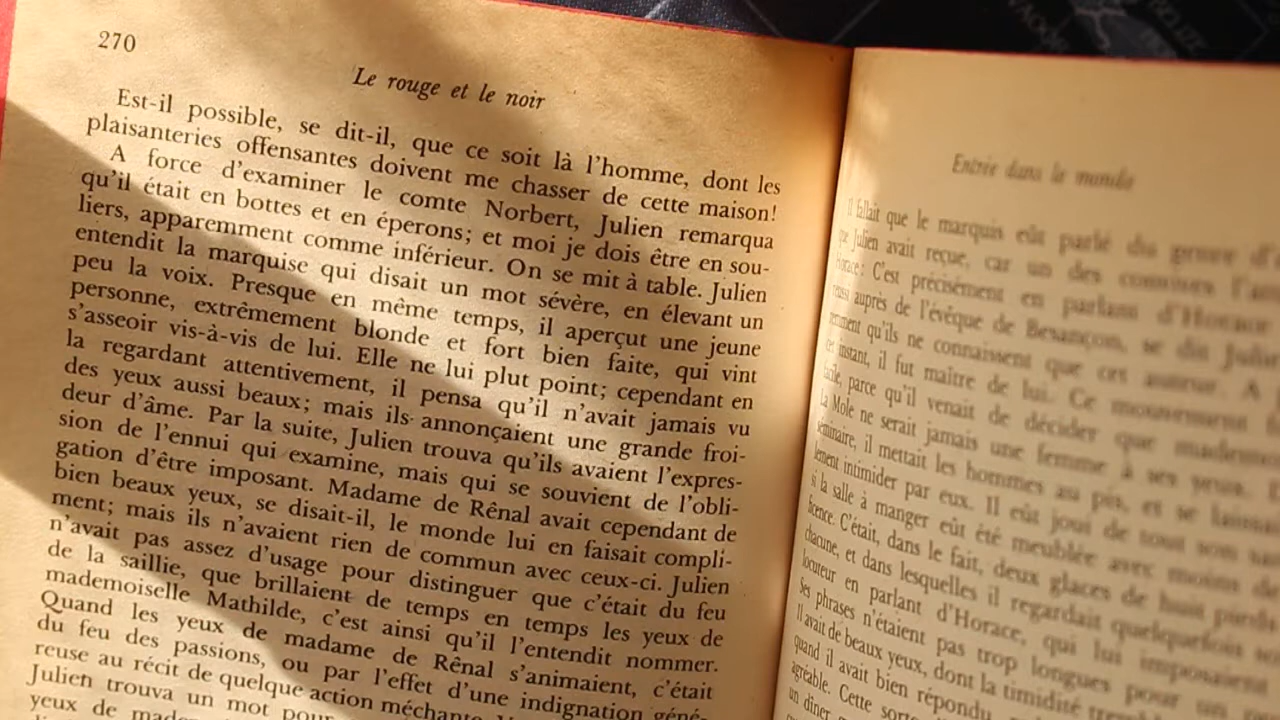 270
Le rouge et le noir
Est-il possible, se dit-il, que ce soit là l'homme, dont les
plaisanteries offensantes doivent me chasser de cette maison!
A force d'examiner le comte Norbert, Julien remarqua
qu'il était en bottes et en éperons; et moi je dois être en sou-
liers, apparemment comme inférieur. On se mit à table. Julien
entendit la marquise qui disait un mot sévère, en élevant un
peu la voix. Presque en même temps, il aperçut une jeune
personne, extrêmement blonde et fort bien faite, qui vint
s'asseoir vis-à-vis de lui. Elle ne lui plut point; cependant en
la regardant attentivement, il pensa qu'il n'avait jamais vu
des yeux aussi beaux; mais ils annonçaient une grande froi-
deur d'âme. Par la suite, Julien trouva qu'ils avaient l'expres-
sion de l'ennui qui examine, mais qui se souvient de l'obli-
gation d'être imposant. Madame de Rênal avait cependant de
bien beaux yeux, se disait-il, le monde lui en faisait compli-
ment; mais ils n'avaient rien de commun avec ceux-ci. Julien
n'avait pas assez d'usage pour distinguer que c'était du feu
de la saillie, que brillaient de temps en temps les yeux de
mademoiselle Mathilde, c'est ainsi qu'il l'entendit nommer.
Quand les yeux de madame de Rênal s'animaient, c'était
du feu des passions, ou par l'effet d'une indignation géné-
reuse au récit de quelque action méchante.
Julien trouva un mot pour
yeux de
Entrée dans le monde
Il fallait que le marquis eût parlé du genre
que Julien avait reçue, car un des convives
Horace: C'est précisément en parlant d'Horace
réussi auprès de l'évêque de Besançon, se dit Julien
remment qu'ils ne connaissent que cet auteur. A
cet instant, il fut maître de lui. Ce mouvement
facile, parce qu'il venait de décider que
La Mole ne serait jamais une femme à ses yeux.
séminaire, il mettait les hommes au pis, et se laissait
lement intimider par eux. Il eût joui de tout son
si la salle à manger eût été meublée avec moins de
ficence. C'était, dans le fait, deux glaces de huit pieds
chacune, et dans lesquelles il regardait quelquefois son
locuteur en parlant d'Horace, qui lui imposaient
Ses phrases n'étaient pas trop longues pour un
Il avait de beaux yeux, dont la timidité
quand il avait bien répondu,
agréable. Cette sorte
un dîner